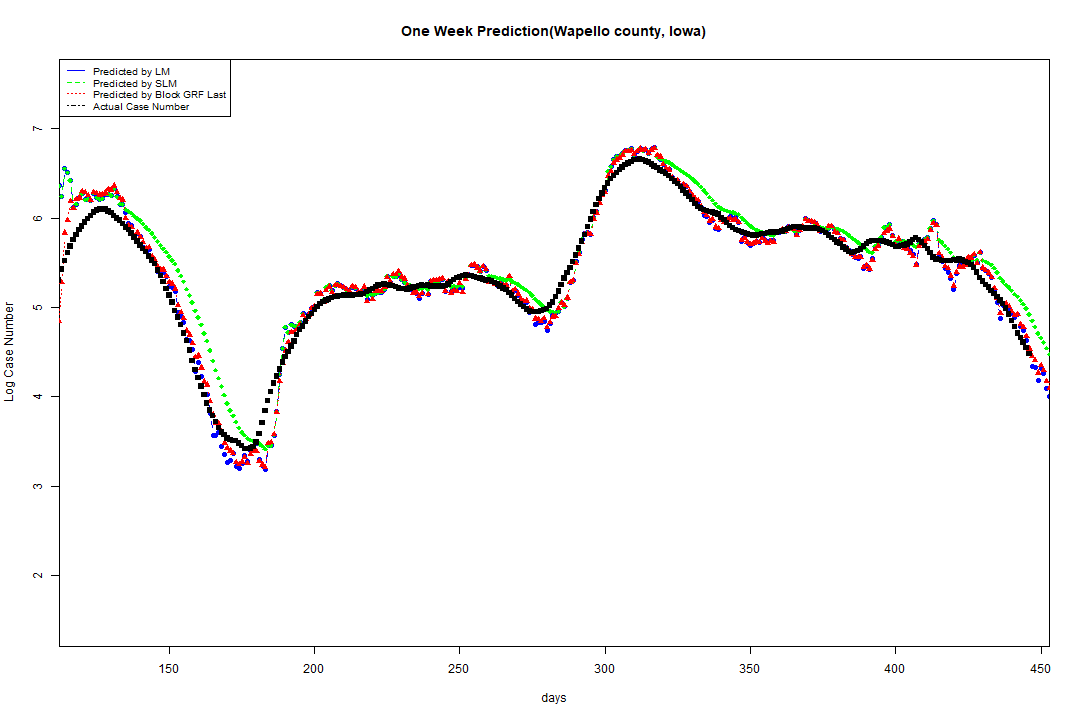 One Week Prediction(Wapello county, Iowa)
Predicted by LM
Predicted by SLM
Predicted by Block GRF Last
Actual Case Number
Log Case Number
7
6
5
4
3
2
150 200 250 300 350 400 450
days